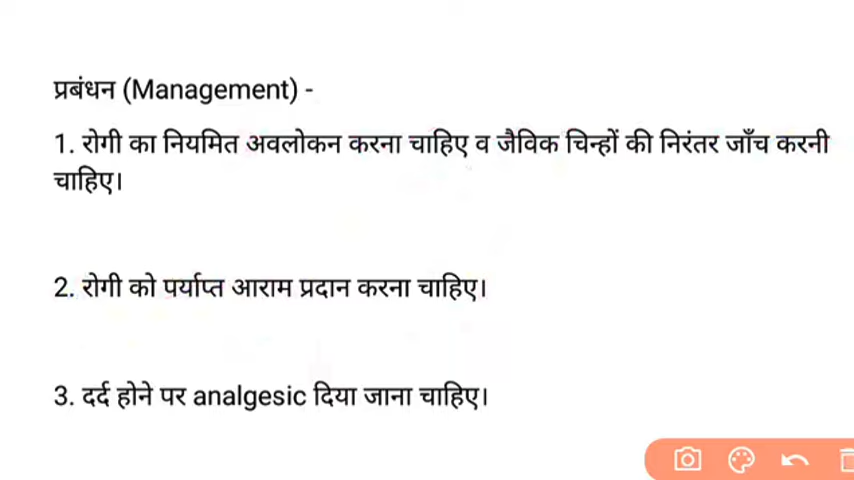 प्रबंधन (Management) -
1. रोगी का नियमित अवलोकन करना चाहिए व जैविक चिन्हों की निरंतर जाँच करनी
चाहिए।
2. रोगी को पर्याप्त आराम प्रदान करना चाहिए।
3. दर्द होने पर analgesic दिया जाना चाहिए।